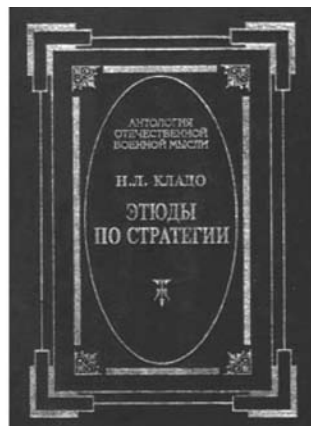 АНТОЛОГИЯ
ОТЕЧЕСТВЕННОЙ
ВОЕННОЙ МЫСЛИ
Н.Л. КЛАДО
ЭТЮДЫ
ПО СТРАТЕГИИ